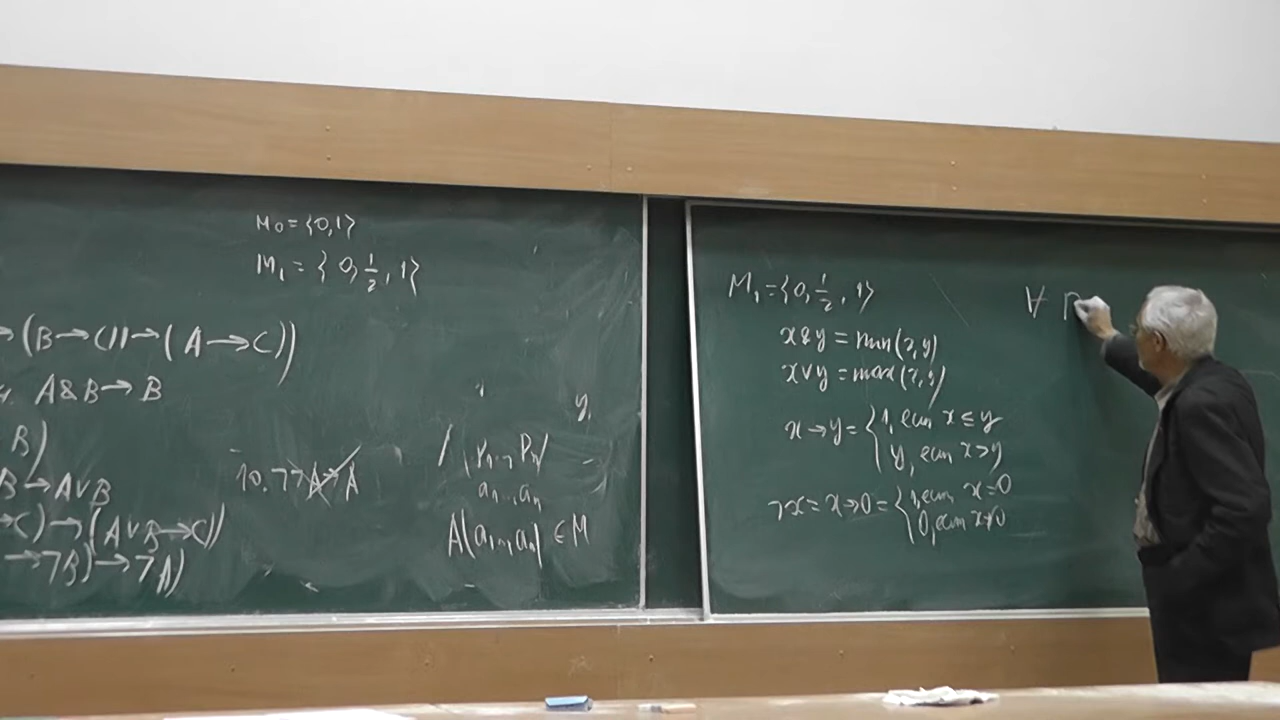 M₀ = {0,1}
M₁ = {0, 1/2, 1}
→(B→C))→(A→C))
4. A&B→B
B)
B→A∨B
→C)→(A∨B→C))
→¬B)→¬A)
10. ¬¬A→A
y,
p₁,..., pₙ
a₁,..., aₙ
A(a₁,..., aₙ) ∈ M
M₁ = {0, 1/2, 1}
x&y = min(x,y)
x∨y = max(x,y)
x→y = {1, если x ≤ y
y, если x>y
¬x = x→0 = {1, если x=0
0, если x≠0
∀